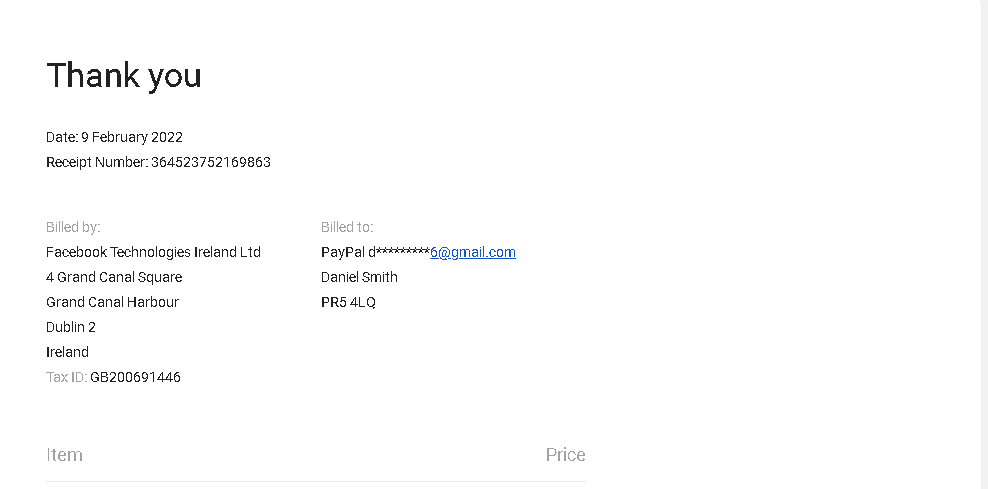 Thank you
Date: 9 February 2022
Receipt Number: 364523752169863
Billed by:
Facebook Technologies Ireland Ltd
4 Grand Canal Square
Grand Canal Harbour
Dublin 2
Ireland
Tax ID: GB200691446
Billed to:
PayPal d*********6@gmail.com
Daniel Smith
PR5 4LQ
Item Price